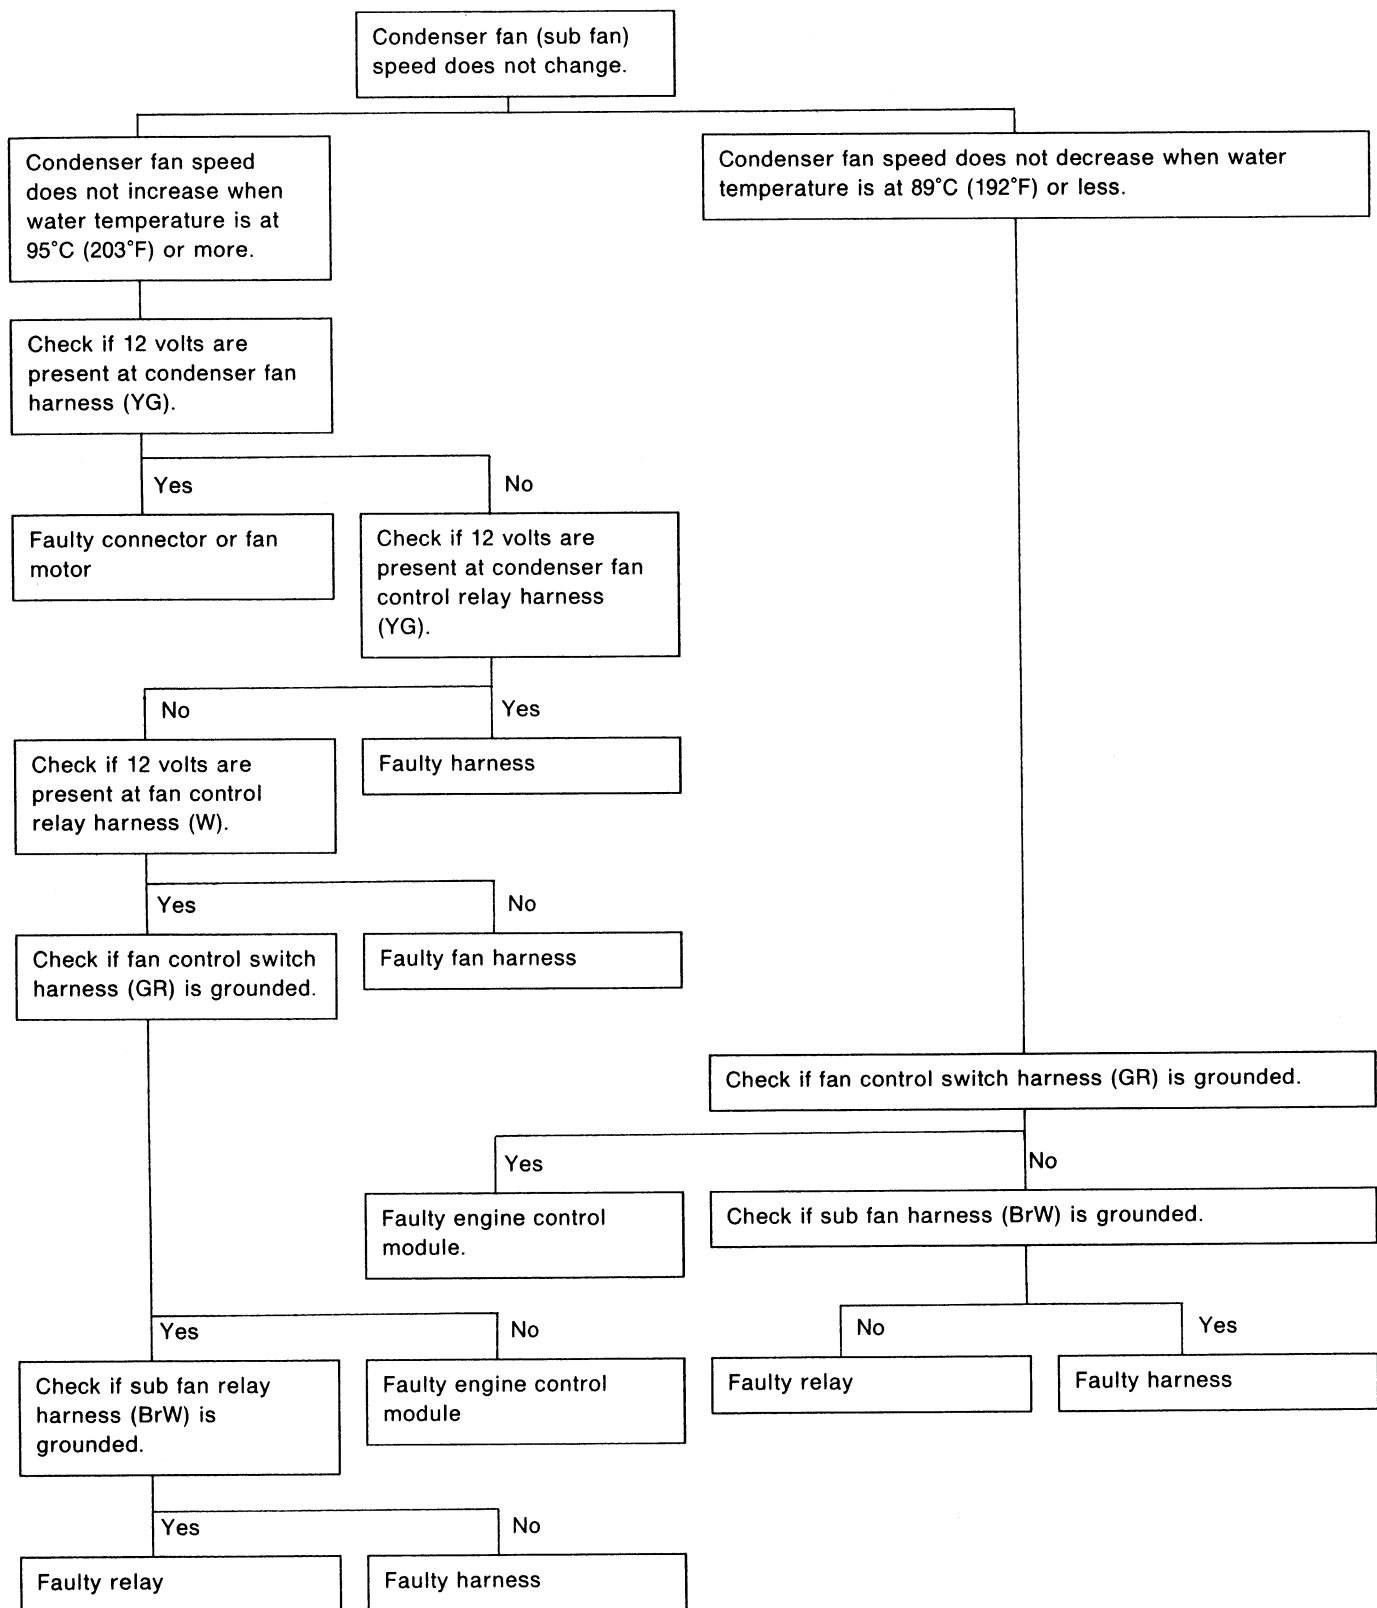 Condenser fan (sub fan)
speed does not change.
Condenser fan speed
does not increase when
water temperature is at
95°C (203°F) or more.
Condenser fan speed does not decrease when water
temperature is at 89°C (192°F) or less.
Check if 12 volts are
present at condenser fan
harness (YG).
Yes
No
Faulty connector or fan
motor
Check if 12 volts are
present at condenser fan
control relay harness
(YG).
No
Yes
Check if 12 volts are
present at fan control
relay harness (W).
Faulty harness
Yes
No
Check if fan control switch
harness (GR) is grounded.
Faulty fan harness
Check if fan control switch harness (GR) is grounded.
Yes
No
Faulty engine control
module.
Check if sub fan harness (BrW) is grounded.
Yes
No
No
Yes
Check if sub fan relay
harness (BrW) is
grounded.
Faulty engine control
module
Faulty relay
Faulty harness
Yes
No
Faulty relay
Faulty harness